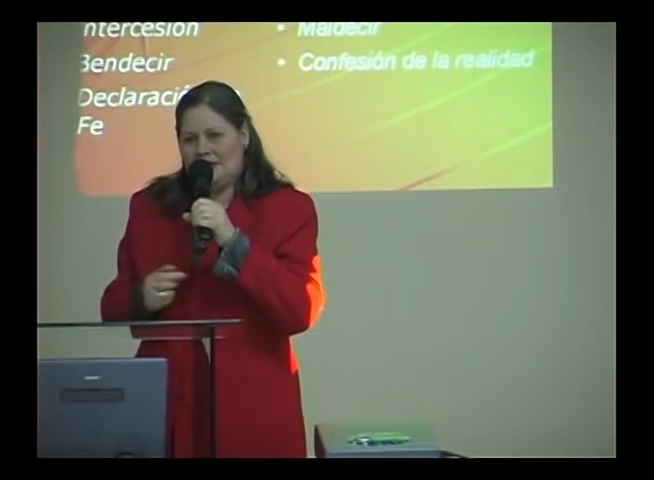 ntercesión
• Maldecir
Bendecir
• Confesión de la realidad
Declaració
Fe